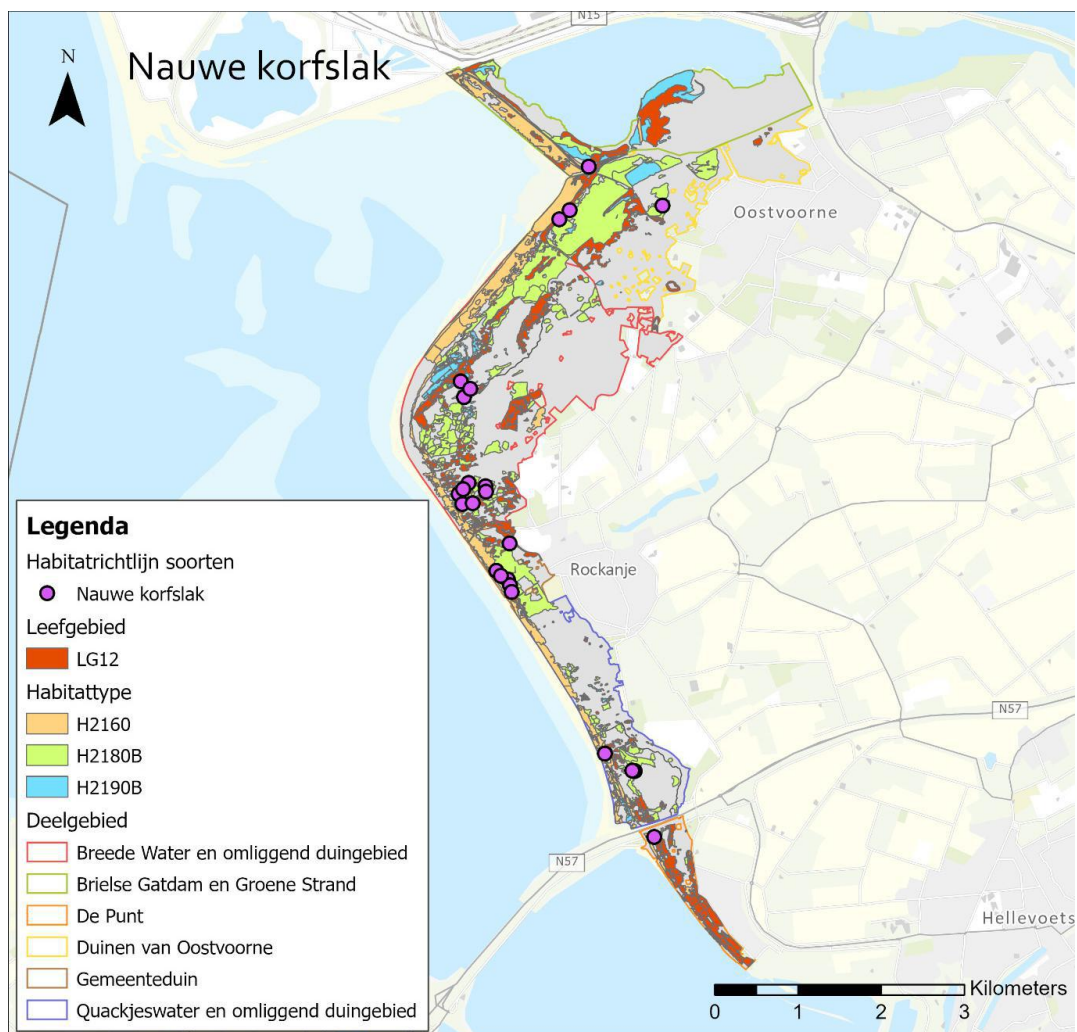 N15
N
Nauwe korfslak
Oostvoorne
Rockanje
N57
N57
Hellevoets
Legenda
Habitatrichtlijn soorten
Nauwe korfslak
Leefgebied
LG12
Habitattype
H2160
H2180B
H2190B
Deelgebied
Breede Water en omliggend duingebied
Brielse Gatdam en Groene Strand
De Punt
Duinen van Oostvoorne
Gemeenteduin
Quackjeswater en omliggend duingebied
Kilometers
0 1 2 3